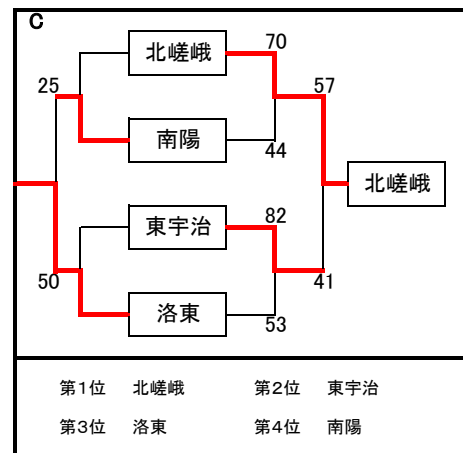 C
北嵯峨
70
25
57
南陽
44
北嵯峨
東宇治
82
50
41
洛東
53
第1位 北嵯峨 第2位 東宇治
第3位 洛東 第4位 南陽